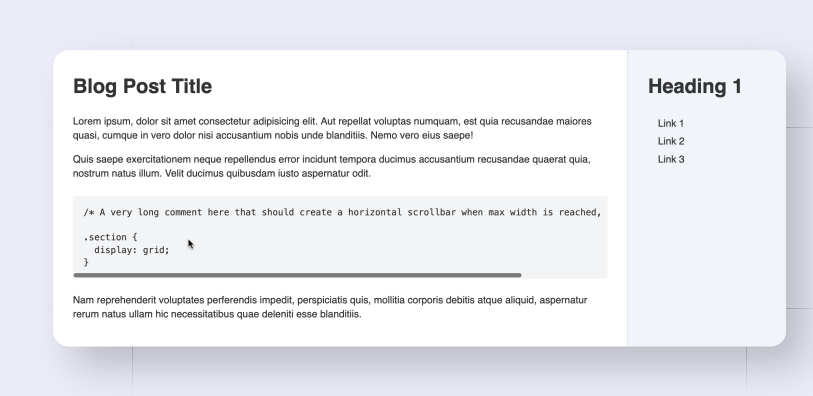 Blog Post Title
Lorem ipsum, dolor sit amet consectetur adipisicing elit. Aut repellat voluptas numquam, est quia recusandae maiores
quasi, cumque in vero dolor nisi accusantium nobis unde blanditiis. Nemo vero eius saepe!
Quis saepe exercitationem neque repellendus error incidunt tempora ducimus accusantium recusandae quaerat quia,
nostrum natus illum. Velit ducimus quibusdam iusto aspernatur odit.
/* A very long comment here that should create a horizontal scrollbar when max width is reached,
.section {
  display: grid;
}
Nam reprehenderit voluptates perferendis impedit, perspiciatis quis, mollitia corporis debitis atque aliquid, aspernatur
rerum natus ullam hic necessitatibus quae deleniti esse blanditiis.
Heading 1
Link 1
Link 2
Link 3